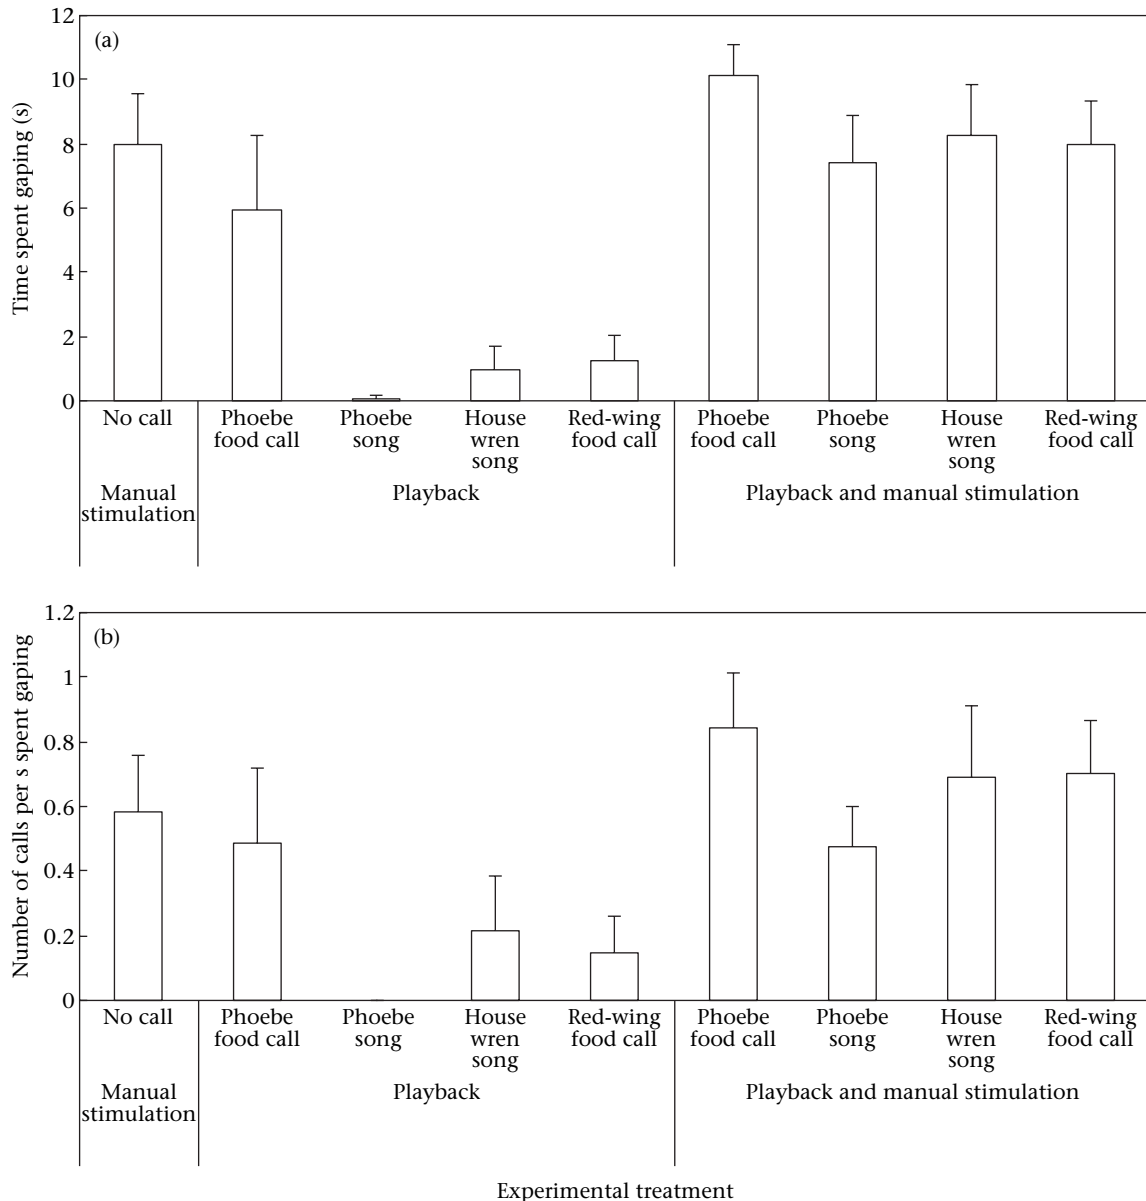 12
(a)
10
8
6
4
2
0
Time spent gaping (s)
No call
Phoebe
food call
Phoebe
song
House
wren
song
Red-wing
food call
Phoebe
food call
Phoebe
song
House
wren
song
Red-wing
food call
Manual
stimulation
Playback
Playback and manual stimulation
1.2
(b)
1
0.8
0.6
0.4
0.2
0
Number of calls per s spent gaping
No call
Phoebe
food call
Phoebe
song
House
wren
song
Red-wing
food call
Phoebe
food call
Phoebe
song
House
wren
song
Red-wing
food call
Manual
stimulation
Playback
Playback and manual stimulation
Experimental treatment